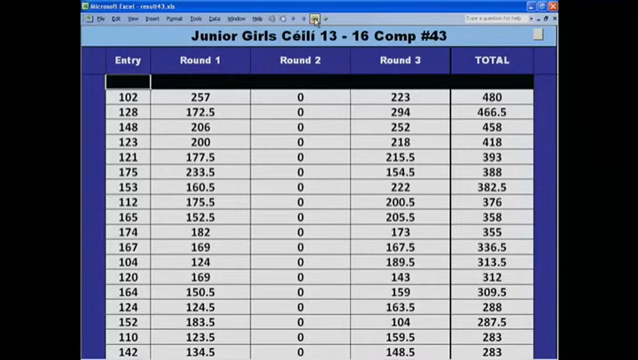 Microsoft Excel - result43.xls
File Edit View Insert Format Tools Data Window Help
Type a question for help
Junior Girls Céilí 13 - 16 Comp #43
Entry Round 1 Round 2 Round 3 TOTAL
102 257 0 223 480
128 172.5 0 294 466.5
148 206 0 252 458
123 200 0 218 418
121 177.5 0 215.5 393
175 233.5 0 154.5 388
153 160.5 0 222 382.5
112 175.5 0 200.5 376
165 152.5 0 205.5 358
174 182 0 173 355
167 169 0 167.5 336.5
104 124 0 189.5 313.5
120 169 0 143 312
164 150.5 0 159 309.5
124 124.5 0 163.5 288
152 183.5 0 104 287.5
110 123.5 0 159.5 283
142 134.5 0 148.5 283